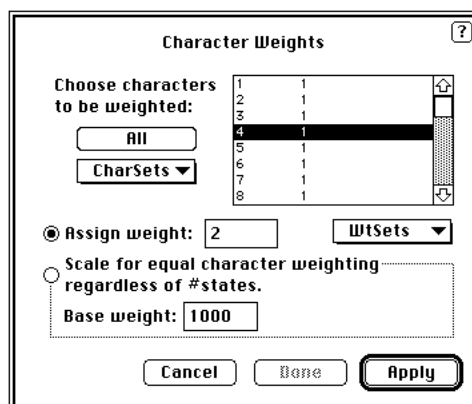 ?
Character Weights
Choose characters
to be weighted:
All
CharSets
1 1
2 1
3 1
4 1
5 1
6 1
7 1
8 1
Assign weight: 2
WtSets
Scale for equal character weighting
regardless of #states.
Base weight: 1000
Cancel
Done
Apply